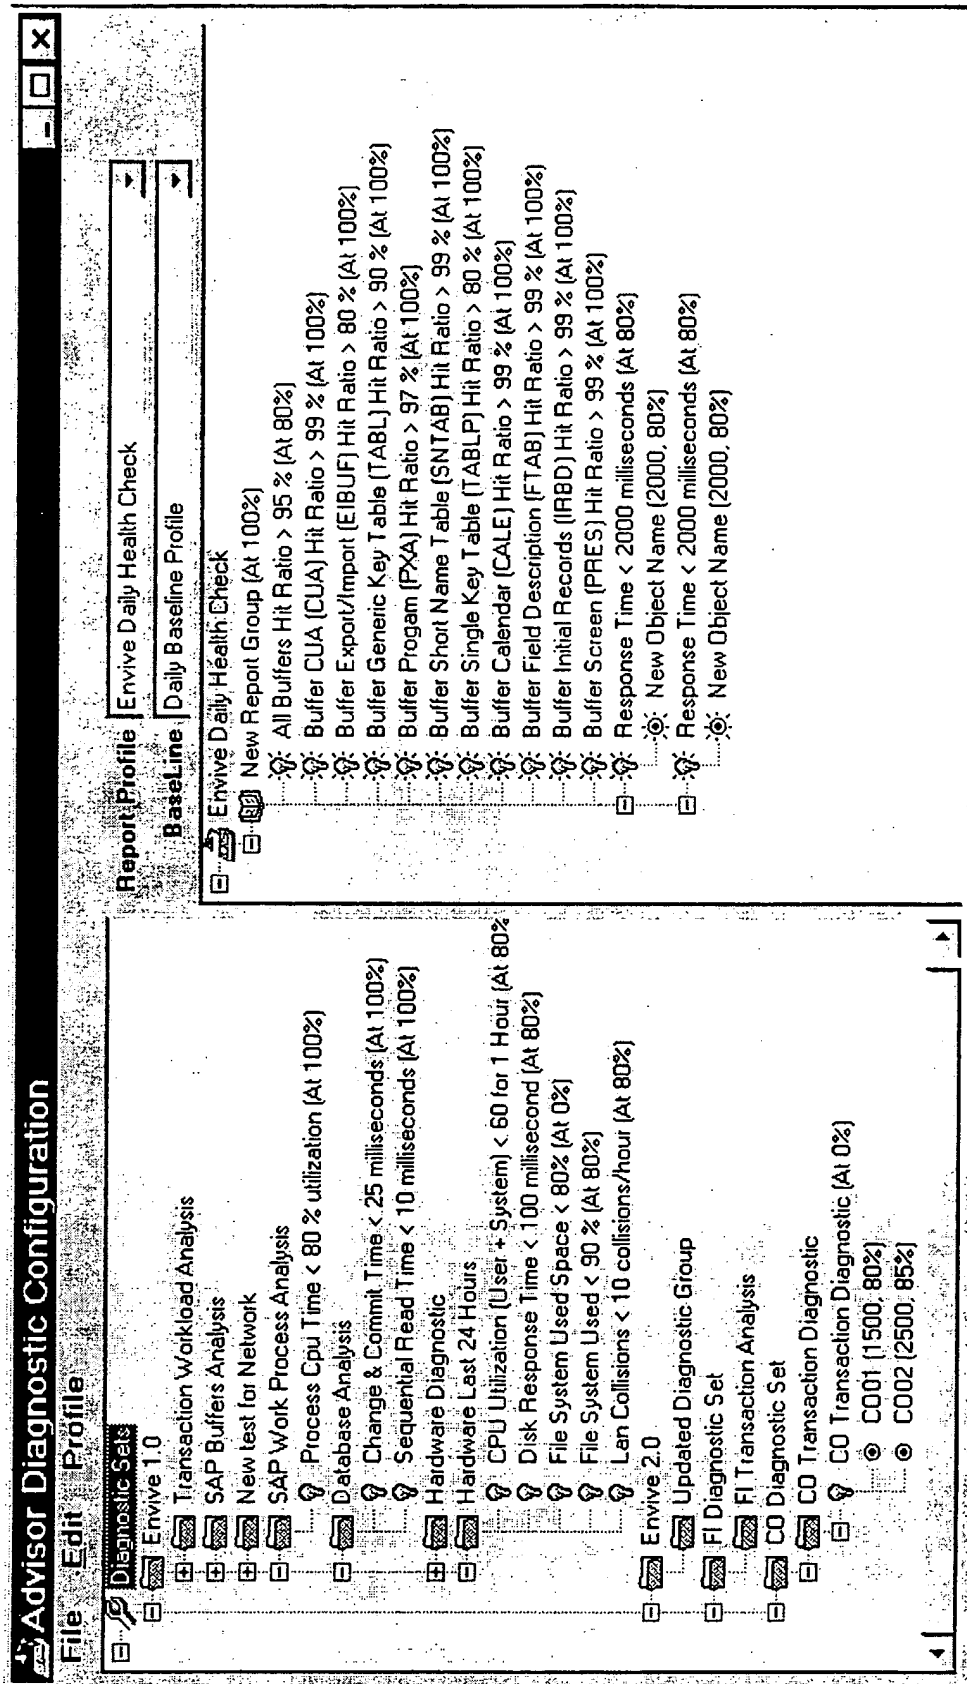 Advisor Diagnostic Configuration
File Edit Profile
Diagnostic Sets
Envive 1.0
Transaction Workload Analysis
SAP Buffers Analysis
New test for Network
SAP Work Process Analysis
Process Cpu Time < 80 % utilization (At 100%)
Database Analysis
Change & Commit Time < 25 milliseconds (At 100%)
Sequential Read Time < 10 milliseconds (At 100%)
Hardware Diagnostic
Hardware Last 24 Hours
CPU Utilization (User + System) < 60 for 1 Hour (At 80%
Disk Response Time < 100 millisecond (At 80%)
File System Used Space < 80% (At 0%)
File System Used < 90 % (At 80%)
Lan Collisions < 10 collisions/hour (At 80%)
Envive 2.0
Updated Diagnostic Group
FI Diagnostic Set
FI Transaction Analysis
CO Diagnostic Set
CO Transaction Diagnostic
CO Transaction Diagnostic (At 0%)
CO01 (1500, 80%)
CO02 (2500, 85%)
Report Profile Envive Daily Health Check
BaseLine Daily Baseline Profile
Envive Daily Health Check
New Report Group (At 100%)
All Buffers Hit Ratio > 95 % (At 80%)
Buffer CUA (CUA) Hit Ratio > 99 % (At 100%)
Buffer Export/Import (EIBUF) Hit Ratio > 80 % (At 100%)
Buffer Generic Key Table (TABL) Hit Ratio > 90 % (At 100%)
Buffer Progam (PXA) Hit Ratio > 97 % (At 100%)
Buffer Short Name Table (SNTAB) Hit Ratio > 99 % (At 100%)
Buffer Single Key Table (TABLP) Hit Ratio > 80 % (At 100%)
Buffer Calendar (CALE) Hit Ratio > 99 % (At 100%)
Buffer Field Description (FTAB) Hit Ratio > 99 % (At 100%)
Buffer Initial Records (IRBD) Hit Ratio > 99 % (At 100%)
Buffer Screen (PRES) Hit Ratio > 99 % (At 100%)
Response Time < 2000 milliseconds (At 80%)
New Object Name (2000, 80%)
Response Time < 2000 milliseconds (At 80%)
New Object Name (2000, 80%)